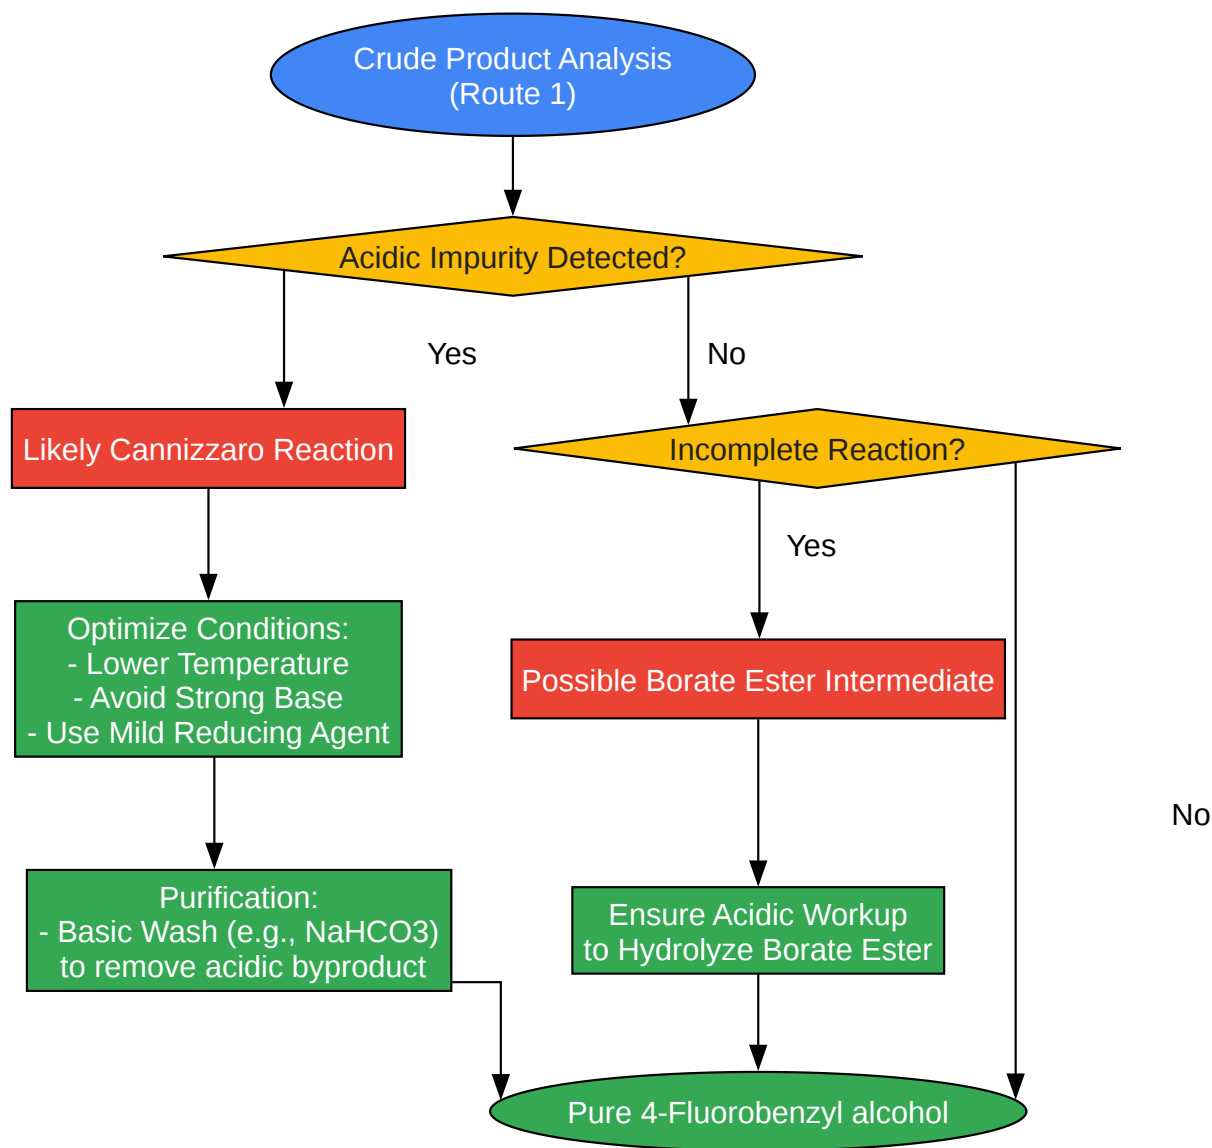 Crude Product Analysis
(Route 1)
Acidic Impurity Detected?
Yes
No
Likely Cannizzaro Reaction
Incomplete Reaction?
Yes
Optimize Conditions:
- Lower Temperature
- Avoid Strong Base
- Use Mild Reducing Agent
Possible Borate Ester Intermediate
No
Purification:
- Basic Wash (e.g., NaHCO3)
to remove acidic byproduct
Ensure Acidic Workup
to Hydrolyze Borate Ester
Pure 4-Fluorobenzyl alcohol